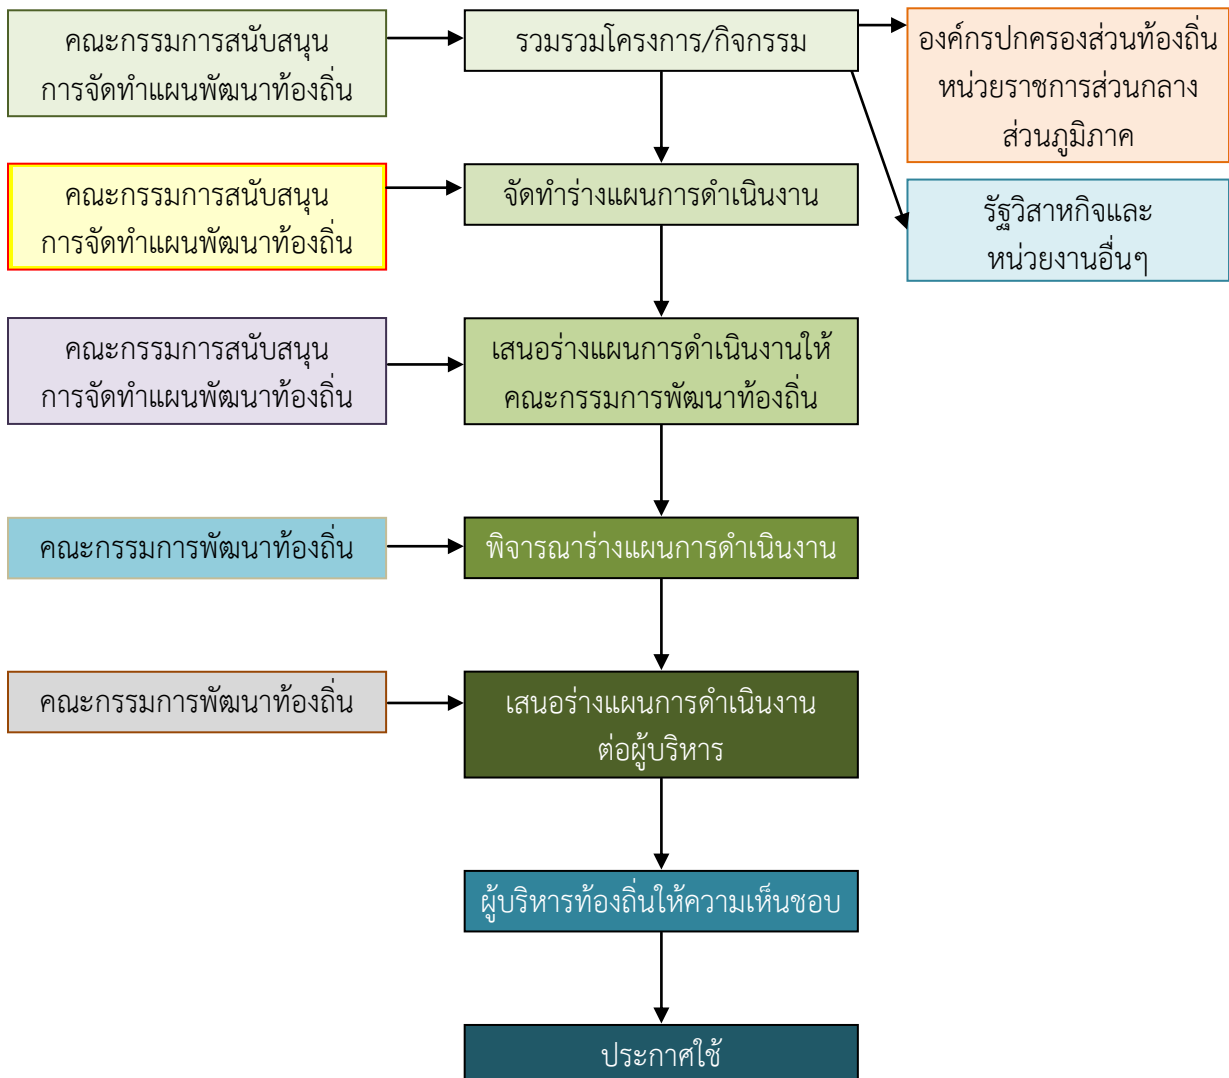 คณะกรรมการสนับสนุน
การจัดทำแผนพัฒนาท้องถิ่น
รวมรวมโครงการ/กิจกรรม
องค์กรปกครองส่วนท้องถิ่น
หน่วยราชการส่วนกลาง
ส่วนภูมิภาค
คณะกรรมการสนับสนุน
การจัดทำแผนพัฒนาท้องถิ่น
จัดทำร่างแผนการดำเนินงาน
รัฐวิสาหกิจและ
หน่วยงานอื่นๆ
คณะกรรมการสนับสนุน
การจัดทำแผนพัฒนาท้องถิ่น
เสนอร่างแผนการดำเนินงานให้
คณะกรรมการพัฒนาท้องถิ่น
คณะกรรมการพัฒนาท้องถิ่น
พิจารณาร่างแผนการดำเนินงาน
คณะกรรมการพัฒนาท้องถิ่น
เสนอร่างแผนการดำเนินงาน
ต่อผู้บริหาร
ผู้บริหารท้องถิ่นให้ความเห็นชอบ
ประกาศใช้